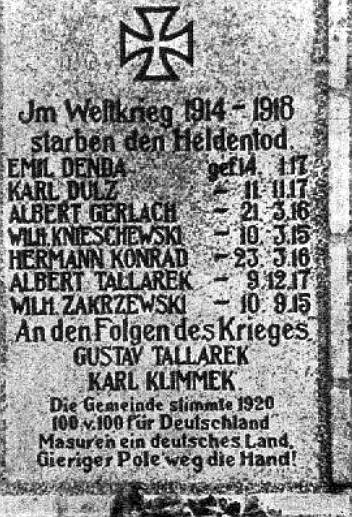 Im Weltkrieg 1914 - 1918
starben den Heldentod.
EMIL DENDA gef. 14. 1.17
KARL DULZ - 11. 11.17
ALBERT GERLACH - 21. 3.16
WILH. KNIESCHEWSKI - 10. 3.15
HERMANN KONRAD - 23. 3.16
ALBERT TALLAREK - 9.12.17
WILH. ZAKRZEWSKI - 10. 9.15
An den Folgen des Krieges
GUSTAV TALLAREK
KARL KLIMMEK.
Die Gemeinde stimmte 1920
100 v. 100 für Deutschland
Masuren ein deutsches Land,
Gieriger Pole weg die Hand!